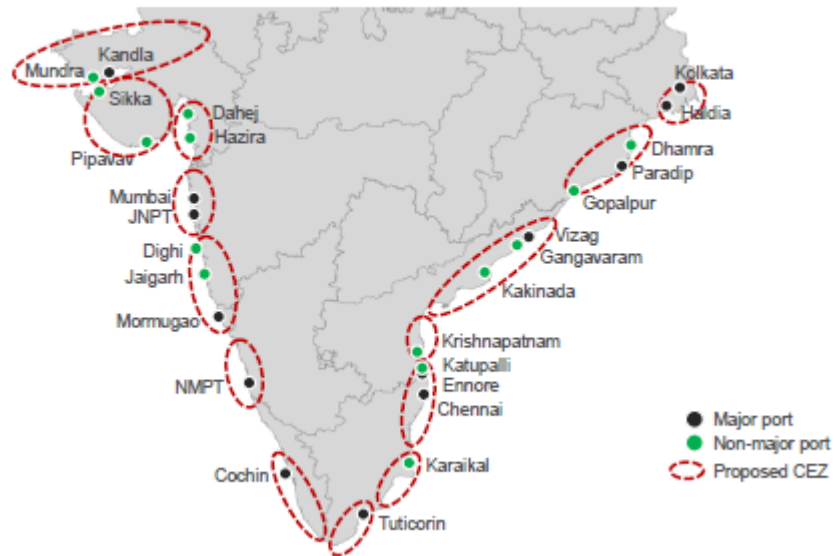 Kandla
Mundra
Sikka
Pipavav
Dahej
Hazira
Mumbai
JNPT
Dighi
Jaigarh
Mormugao
NMPT
Cochin
Tuticorin
Karaikal
Chennai
Ennore
Katupalli
Krishnapatnam
Kakinada
Gangavaram
Vizag
Gopalpur
Paradip
Dhamra
Haldia
Kolkata
Major port
Non-major port
Proposed CEZ